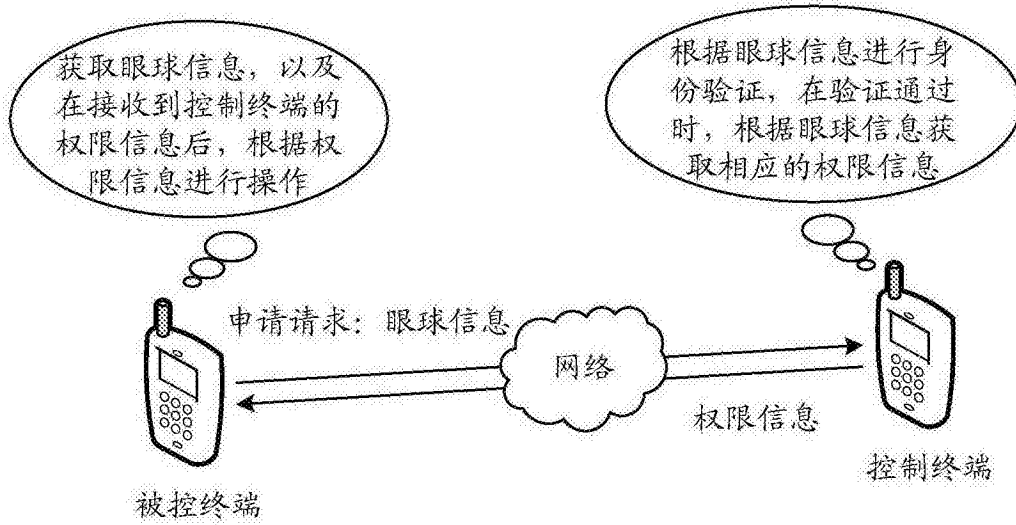 获取眼球信息，以及
在接收到控制终端的
权限信息后，根据权
限信息进行操作
根据眼球信息进行身
份验证，在验证通过
时，根据眼球信息获
取相应的权限信息
申请请求：眼球信息
网络
权限信息
被控终端
控制终端